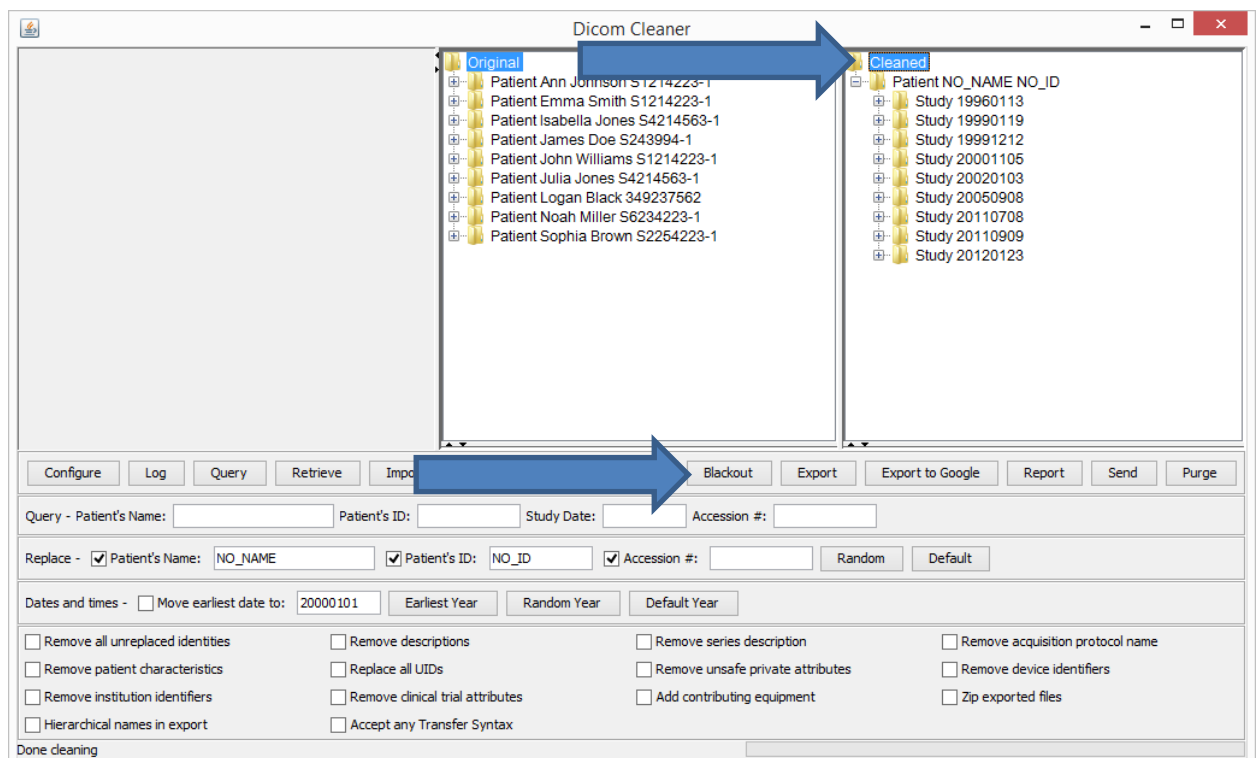 Dicom Cleaner
Original
Patient Ann Johnson S1214223-1
Patient Emma Smith S1214223-1
Patient Isabella Jones S4214563-1
Patient James Doe S243994-1
Patient John Williams S1214223-1
Patient Julia Jones S4214563-1
Patient Logan Black 349237562
Patient Noah Miller S6234223-1
Patient Sophia Brown S2254223-1
Cleaned
Patient NO_NAME NO_ID
Study 19960113
Study 19990119
Study 19991212
Study 20001105
Study 20020103
Study 20050908
Study 20110708
Study 20110909
Study 20120123
Configure Log Query Retrieve Impo Blackout Export Export to Google Report Send Purge
Query - Patient's Name: Patient's ID: Study Date: Accession #:
Replace - Patient's Name: NO_NAME Patient's ID: NO_ID Accession #: Random Default
Dates and times - Move earliest date to: 20000101 Earliest Year Random Year Default Year
Remove all unreplaced identities Remove descriptions Remove series description Remove acquisition protocol name
Remove patient characteristics Replace all UIDs Remove unsafe private attributes Remove device identifiers
Remove institution identifiers Remove clinical trial attributes Add contributing equipment Zip exported files
Hierarchical names in export Accept any Transfer Syntax
Done cleaning